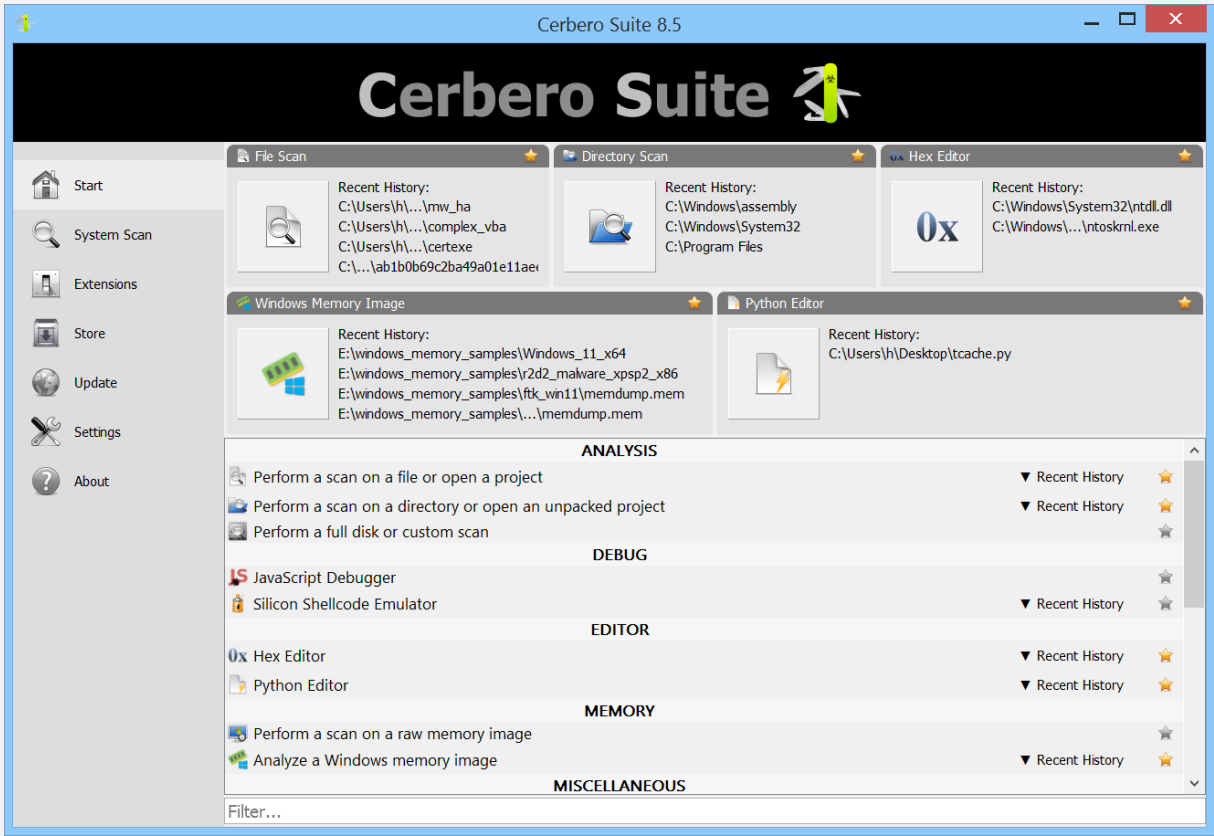 Cerbero Suite 8.5
Cerbero Suite
Start
System Scan
Extensions
Store
Update
Settings
About
File Scan
Recent History:
C:\Users\h\...\mw_ha
C:\Users\h\...\complex_vba
C:\Users\h\...\certexe
C:\...\ab1b0b69c2ba49a01e11aee
Directory Scan
Recent History:
C:\Windows\assembly
C:\Windows\System32
C:\Program Files
0x Hex Editor
0x
Recent History:
C:\Windows\System32\ntdll.dll
C:\Windows\...\ntoskrnl.exe
Windows Memory Image
Recent History:
E:\windows_memory_samples\Windows_11_x64
E:\windows_memory_samples\r2d2_malware_xpsp2_x86
E:\windows_memory_samples\ftk_win11\memdump.mem
E:\windows_memory_samples\...\memdump.mem
Python Editor
Recent History:
C:\Users\h\Desktop\tcache.py
ANALYSIS
Perform a scan on a file or open a project ▼ Recent History
Perform a scan on a directory or open an unpacked project ▼ Recent History
Perform a full disk or custom scan
DEBUG
JS JavaScript Debugger
Silicon Shellcode Emulator ▼ Recent History
EDITOR
0x Hex Editor ▼ Recent History
Python Editor ▼ Recent History
MEMORY
Perform a scan on a raw memory image
Analyze a Windows memory image ▼ Recent History
MISCELLANEOUS
Filter...